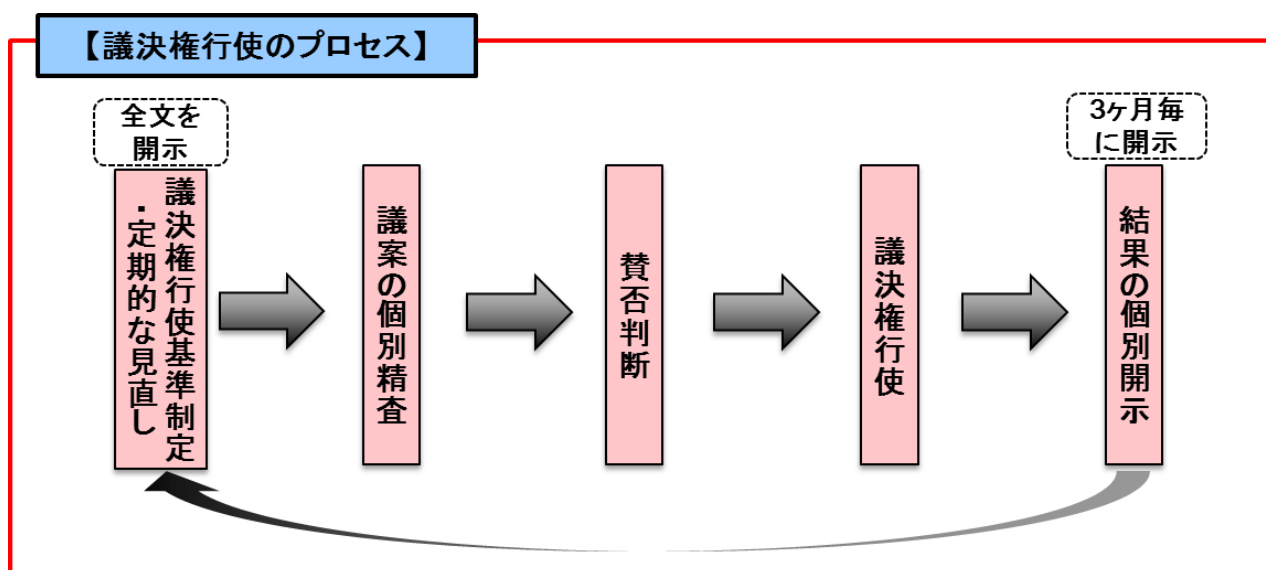 【議決権行使のプロセス】
全文を
開示
議決権行使基準制定
・定期的な見直し
議案の個別精査
賛否判断
議決権行使
3ヶ月毎
に開示
結果の個別開示